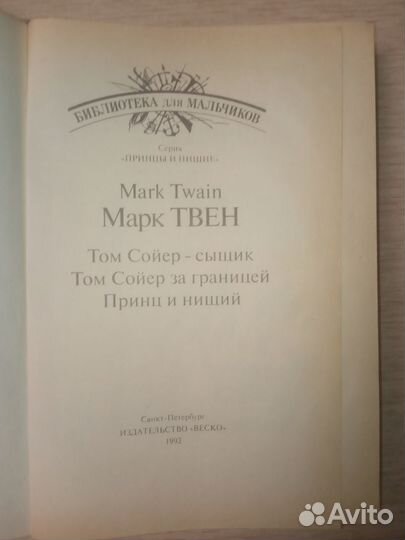 БИБЛИОТЕКА для МАЛЬЧИКОВ
Серия
«ПРИНЦЫ И НИЩИЕ»
Mark Twain
Марк ТВЕН
Том Сойер - сыщик
Том Сойер за границей
Принц и нищий
Санкт-Петербург
ИЗДАТЕЛЬСТВО «ВЕСКО»
1992
Avito